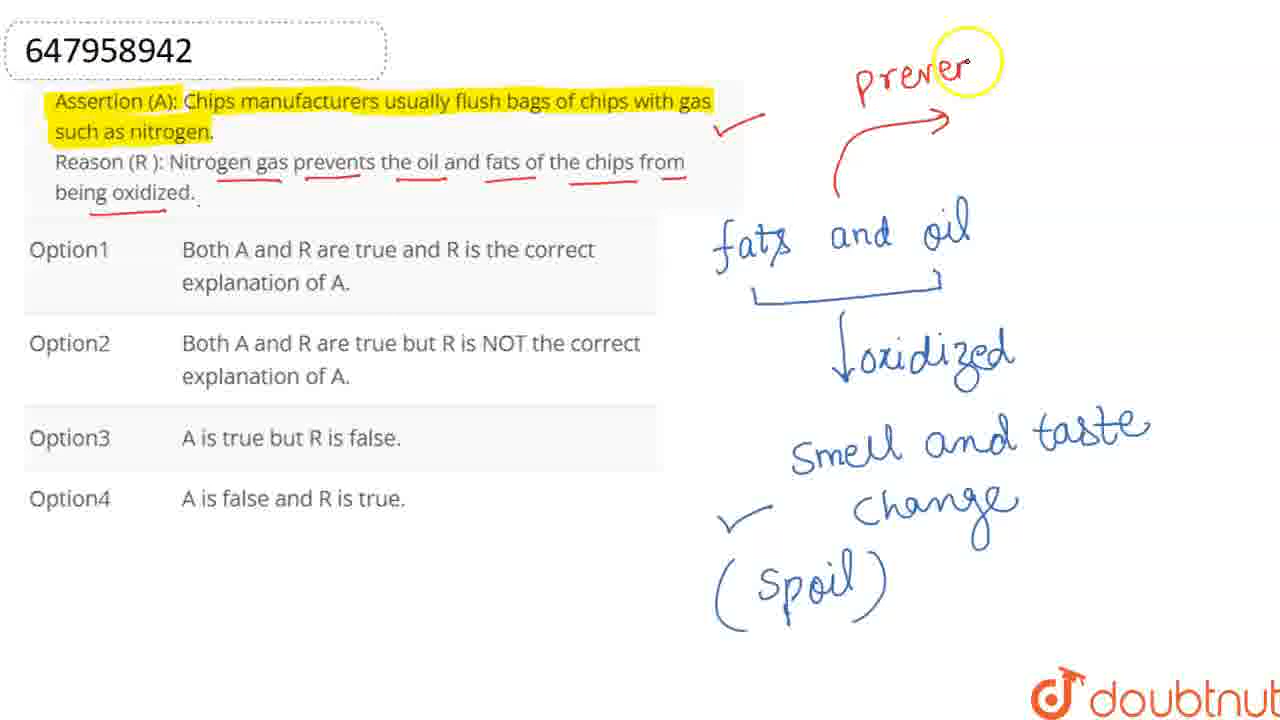 647958942
Assertion (A): Chips manufacturers usually flush bags of chips with gas
such as nitrogen.
Reason (R ): Nitrogen gas prevents the oil and fats of the chips from
being oxidized.
Option1 Both A and R are true and R is the correct
explanation of A.
Option2 Both A and R are true but R is NOT the correct
explanation of A.
Option3 A is true but R is false.
Option4 A is false and R is true.
prever
fats and oil
oxidized
smell and taste
change
(spoil)
doubtnut